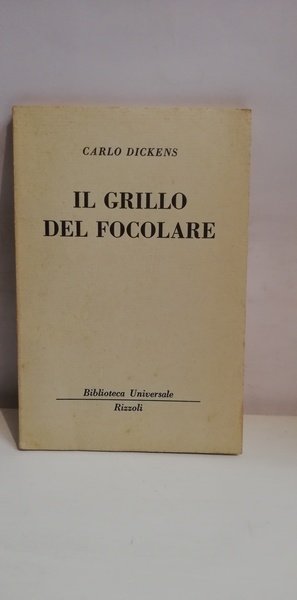 CARLO DICKENS
IL GRILLO
DEL FOCOLARE
Biblioteca Universale
Rizzoli